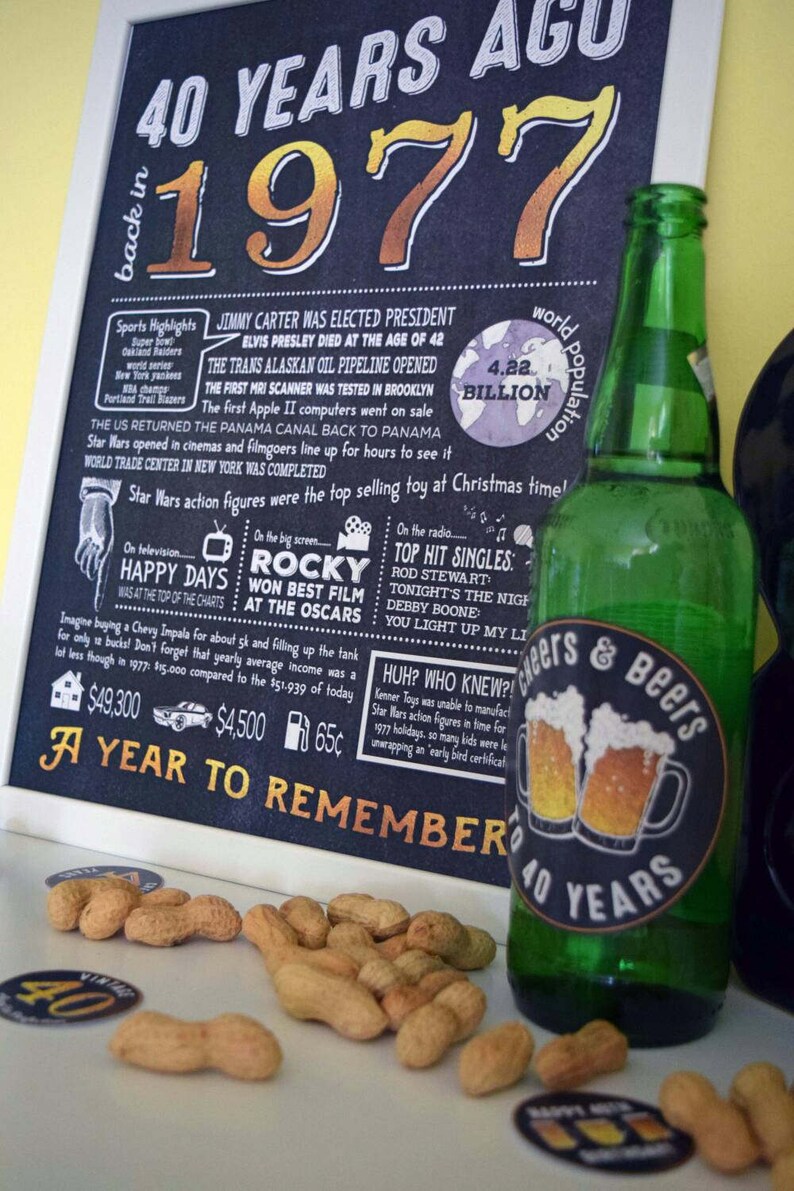 40 YEARS AGO
back in
1977
Sports Highlights
Super bowl:
Oakland Raiders
world series:
New York yankees
NBA champs:
Portland Trail Blazers
JIMMY CARTER WAS ELECTED PRESIDENT
ELVIS PRESLEY DIED AT THE AGE OF 42
THE TRANS ALASKAN OIL PIPELINE OPENED
THE FIRST MRI SCANNER WAS TESTED IN BROOKLYN
The first Apple II computers went on sale
THE US RETURNED THE PANAMA CANAL BACK TO PANAMA
Star Wars opened in cinemas and filmgoers line up for hours to see it
WORLD TRADE CENTER IN NEW YORK WAS COMPLETED
world population
4.22
BILLION
Star Wars action figures were the top selling toy at Christmas time!
On television......
HAPPY DAYS
WAS AT THE TOP OF THE CHARTS
On the big screen......
ROCKY
WON BEST FILM
AT THE OSCARS
On the radio......
TOP HIT SINGLES:
ROD STEWART:
TONIGHT'S THE NIGH
DEBBY BOONE:
YOU LIGHT UP MY LI
Imagine buying a Chevy Impala for about 5k and filling up the tank
for only 12 bucks! Don't forget that yearly average income was a
lot less though in 1977: $15,000 compared to the $51,939 of today
$49,300
$4,500
65¢
HUH? WHO KNEW?!
Kenner Toys was unable to manufact
Star Wars action figures in time for
1977 holidays, so many kids were le
unwrapping an "early bird certificat
A YEAR TO REMEMBER
CHEERS & BEERS
TO 40 YEARS
YEARS
VINTAGE
40
HAPPY 40TH
BIRTHDAY!